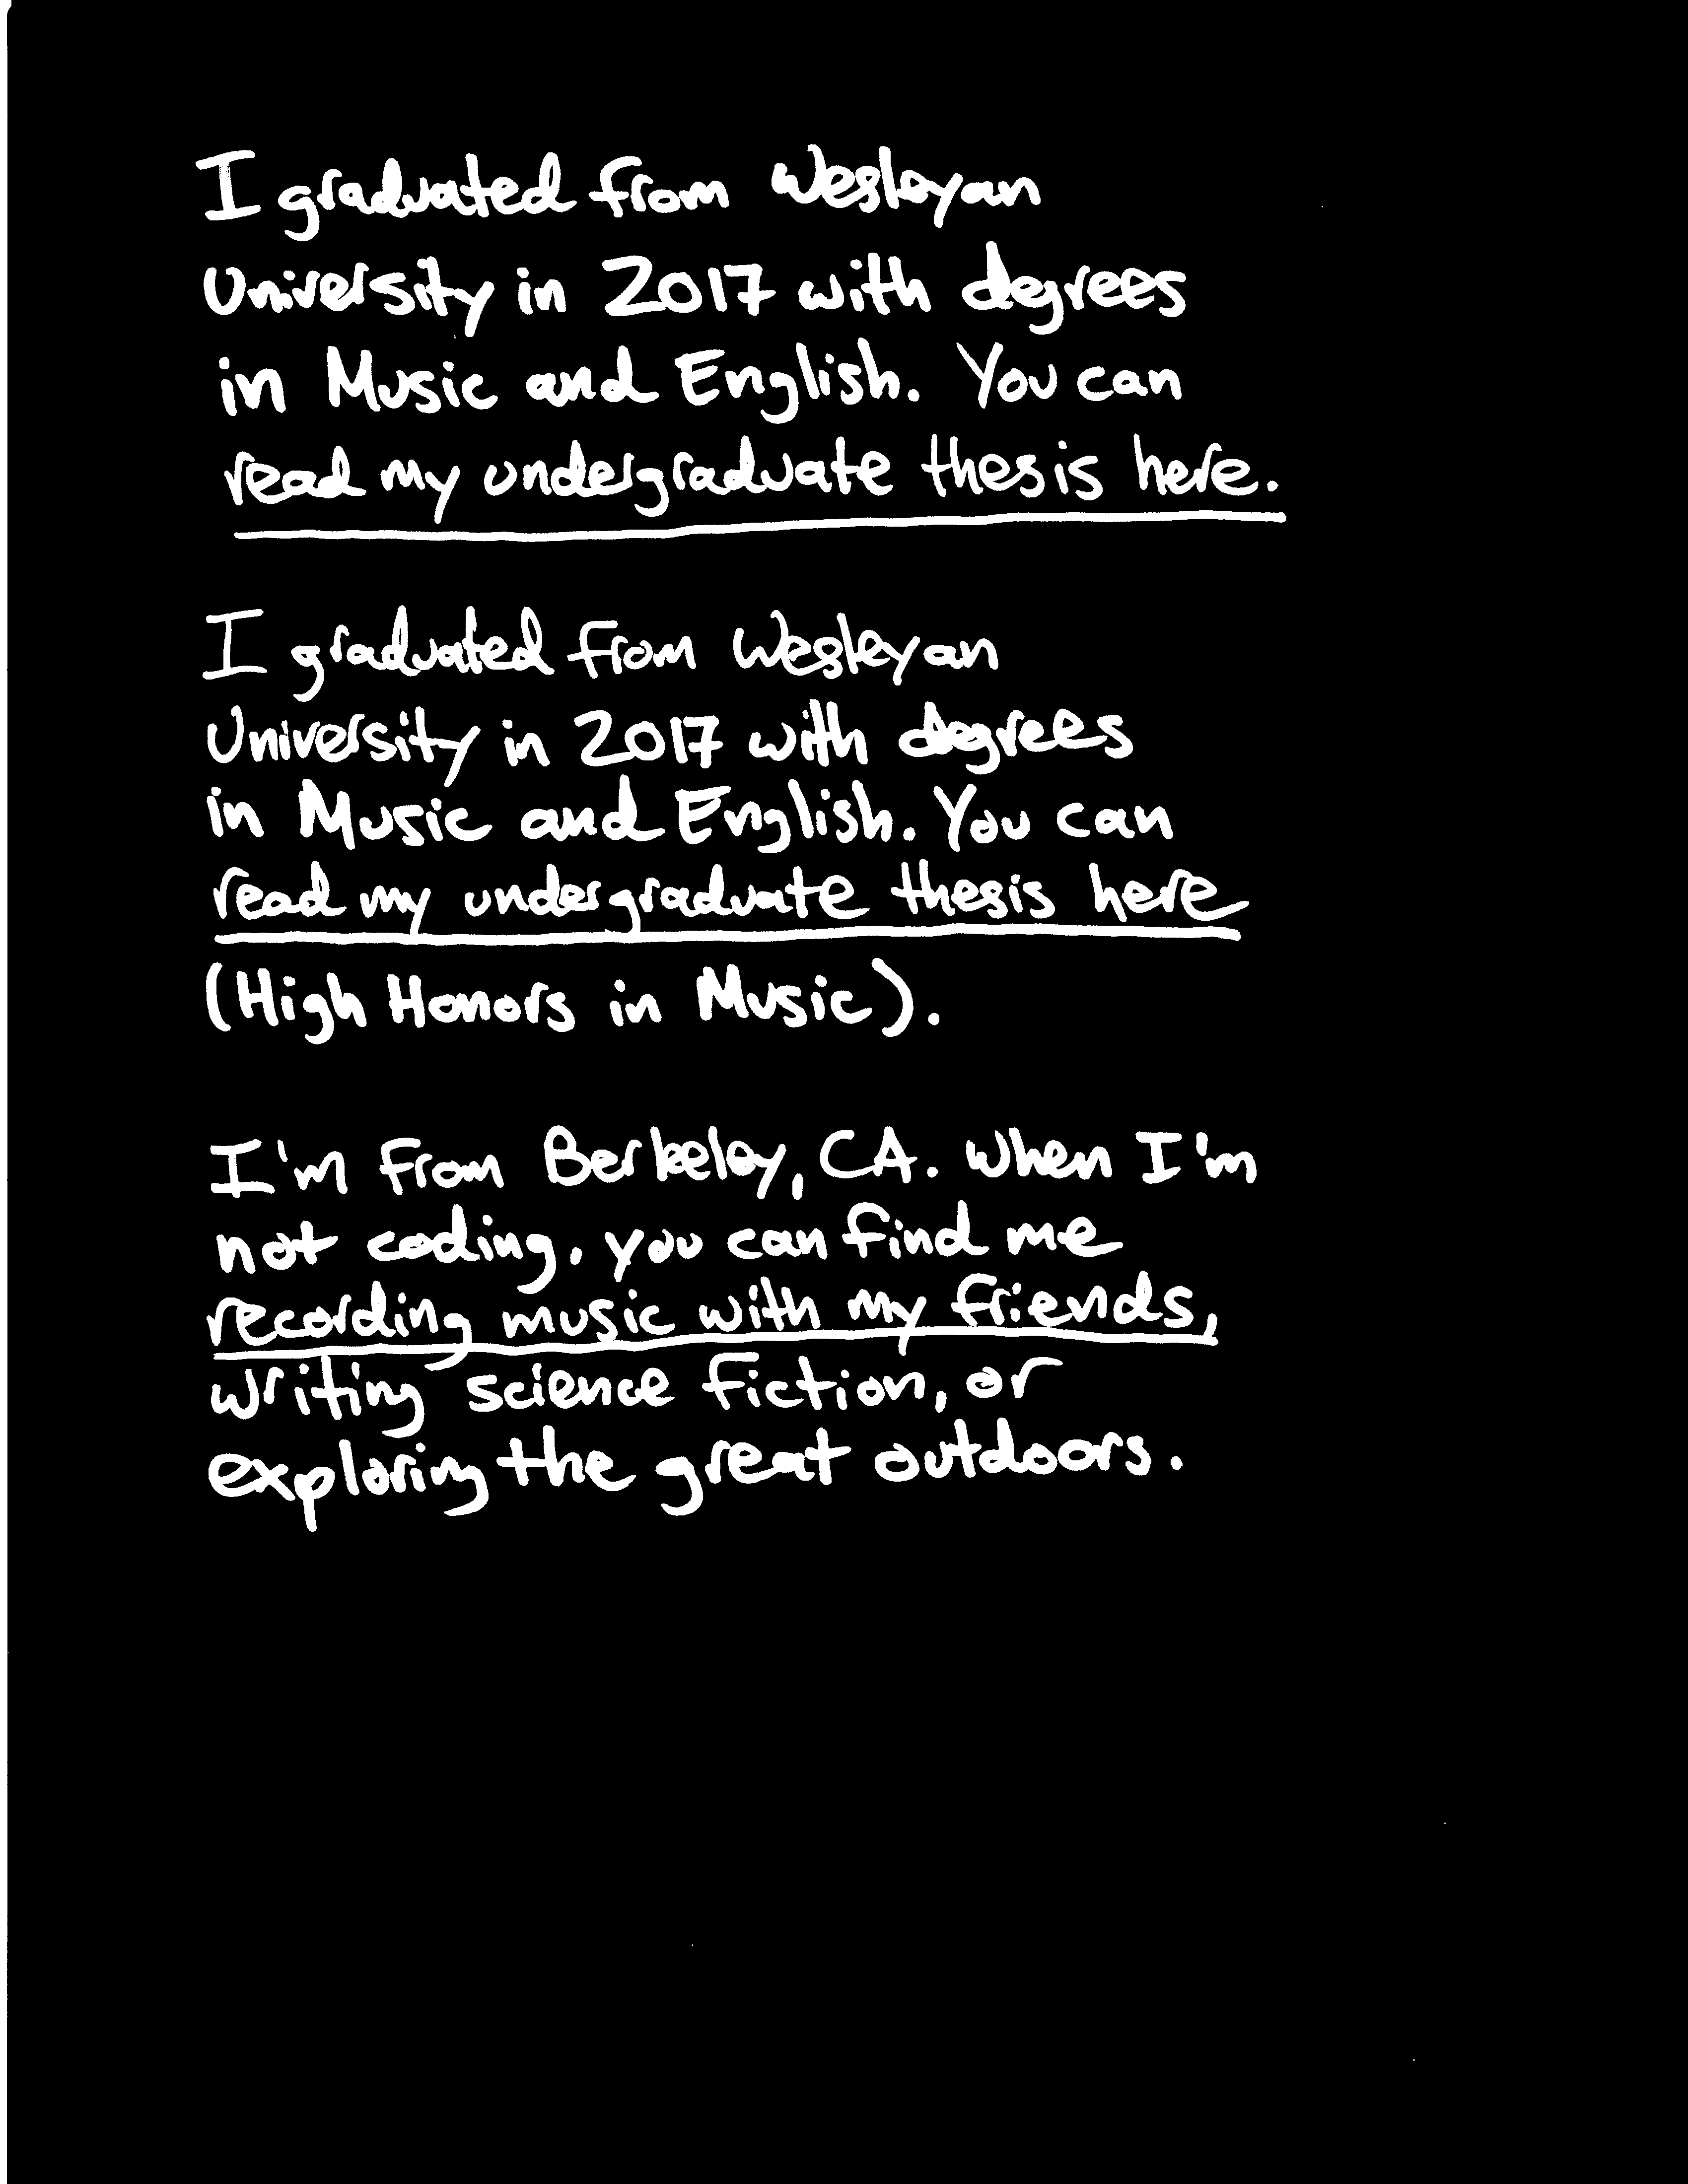 I graduated from Wesleyan
University in 2017 with degrees
in Music and English. You can
read my undergraduate thesis here.
I graduated from Wesleyan
University in 2017 with degrees
in Music and English. You can
read my undergraduate thesis here
(High Honors in Music).
I'm from Berkeley, CA. When I'm
not coding, you can find me
recording music with my friends,
writing science fiction, or
exploring the great outdoors.